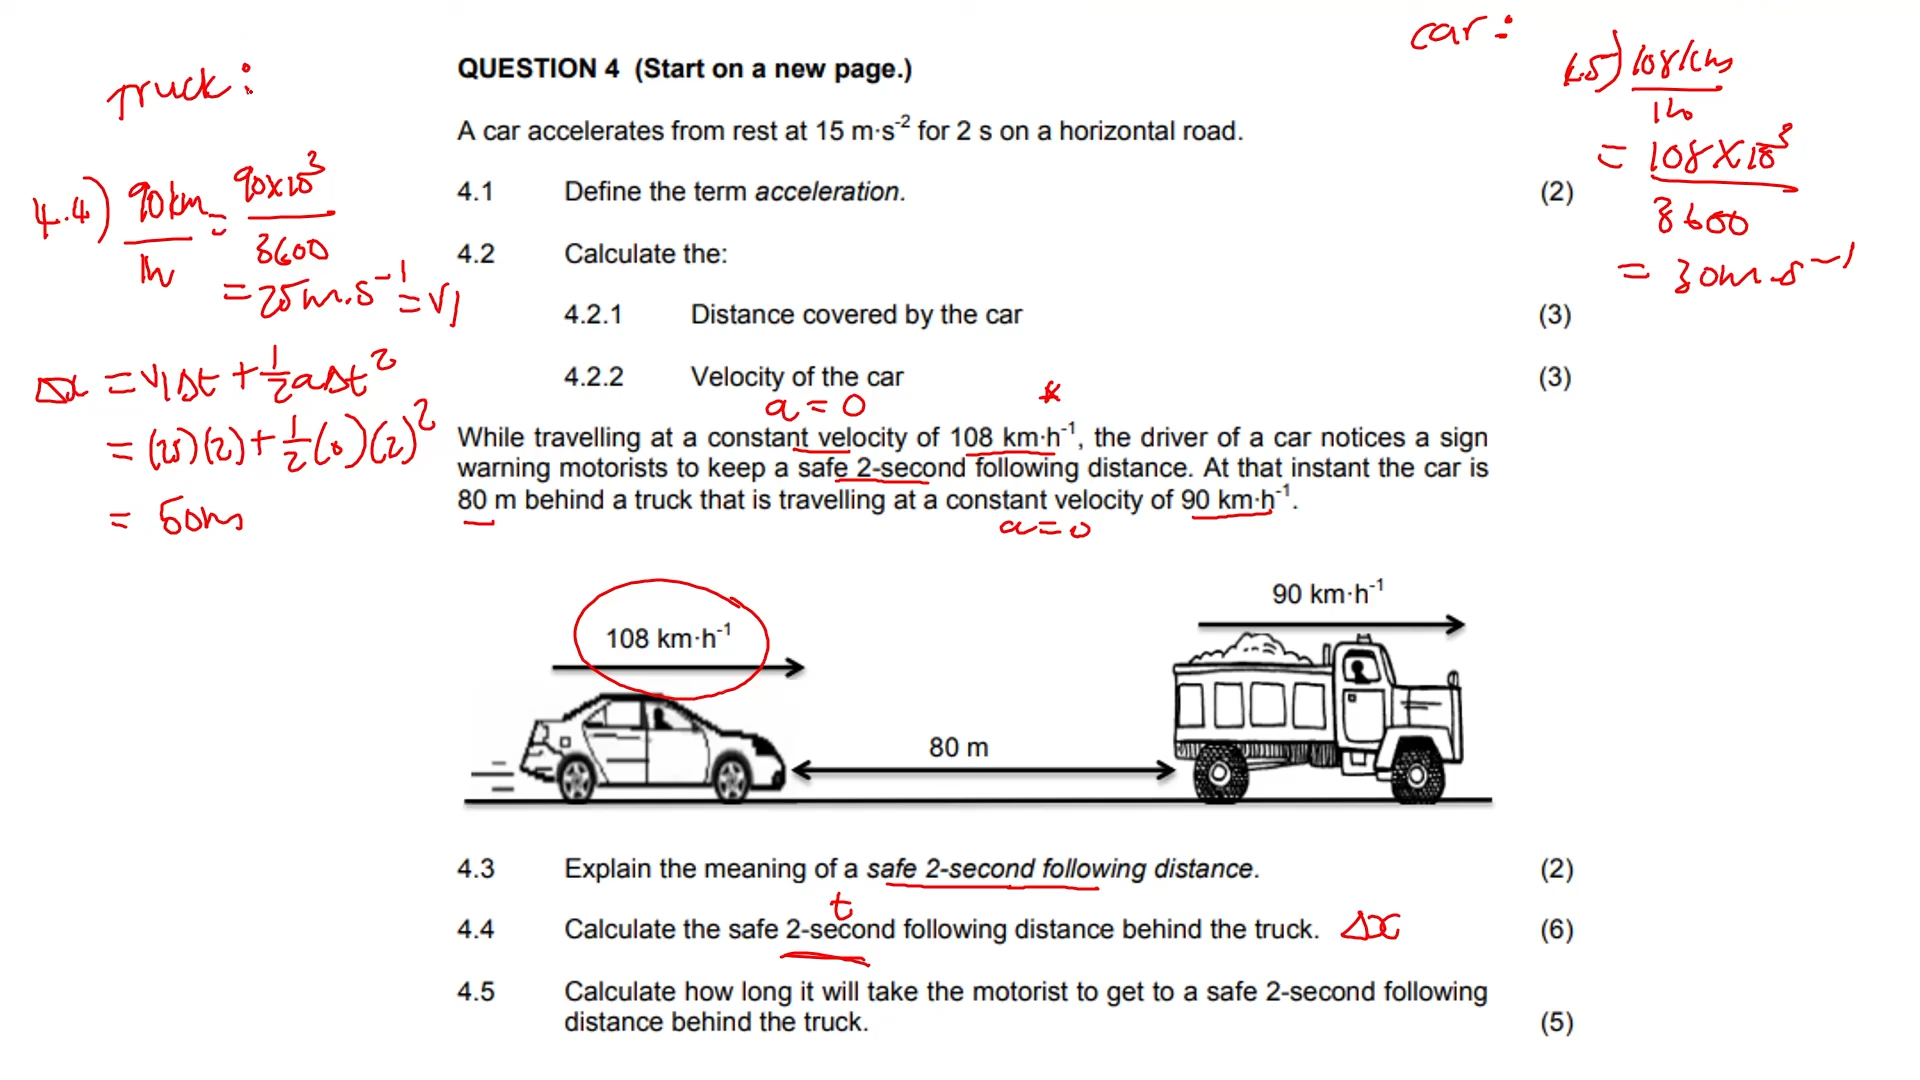 car:
truck:
QUESTION 4 (Start on a new page.)
A car accelerates from rest at 15 m·s⁻² for 2 s on a horizontal road.
4.1 Define the term acceleration. (2)
4.2 Calculate the:
4.2.1 Distance covered by the car (3)
4.2.2 Velocity of the car (3)
a = 0 *
While travelling at a constant velocity of 108 km·h⁻¹, the driver of a car notices a sign
warning motorists to keep a safe 2-second following distance. At that instant the car is
80 m behind a truck that is travelling at a constant velocity of 90 km·h⁻¹.
a=0
90 km·h⁻¹
108 km·h⁻¹
80 m
4.3 Explain the meaning of a safe 2-second following distance. (2)
t
4.4 Calculate the safe 2-second following distance behind the truck. Δx (6)
4.5 Calculate how long it will take the motorist to get to a safe 2-second following
distance behind the truck. (5)
4.4) 90km/1h = 90x10³/3600
= 25m.s⁻¹ = v1
Δx = v1Δt + ½aΔt²
= (25)(2) + ½(0)(2)²
= 50m
4.5) 108km/1h
= 108x10³/3600
= 30m.s⁻¹